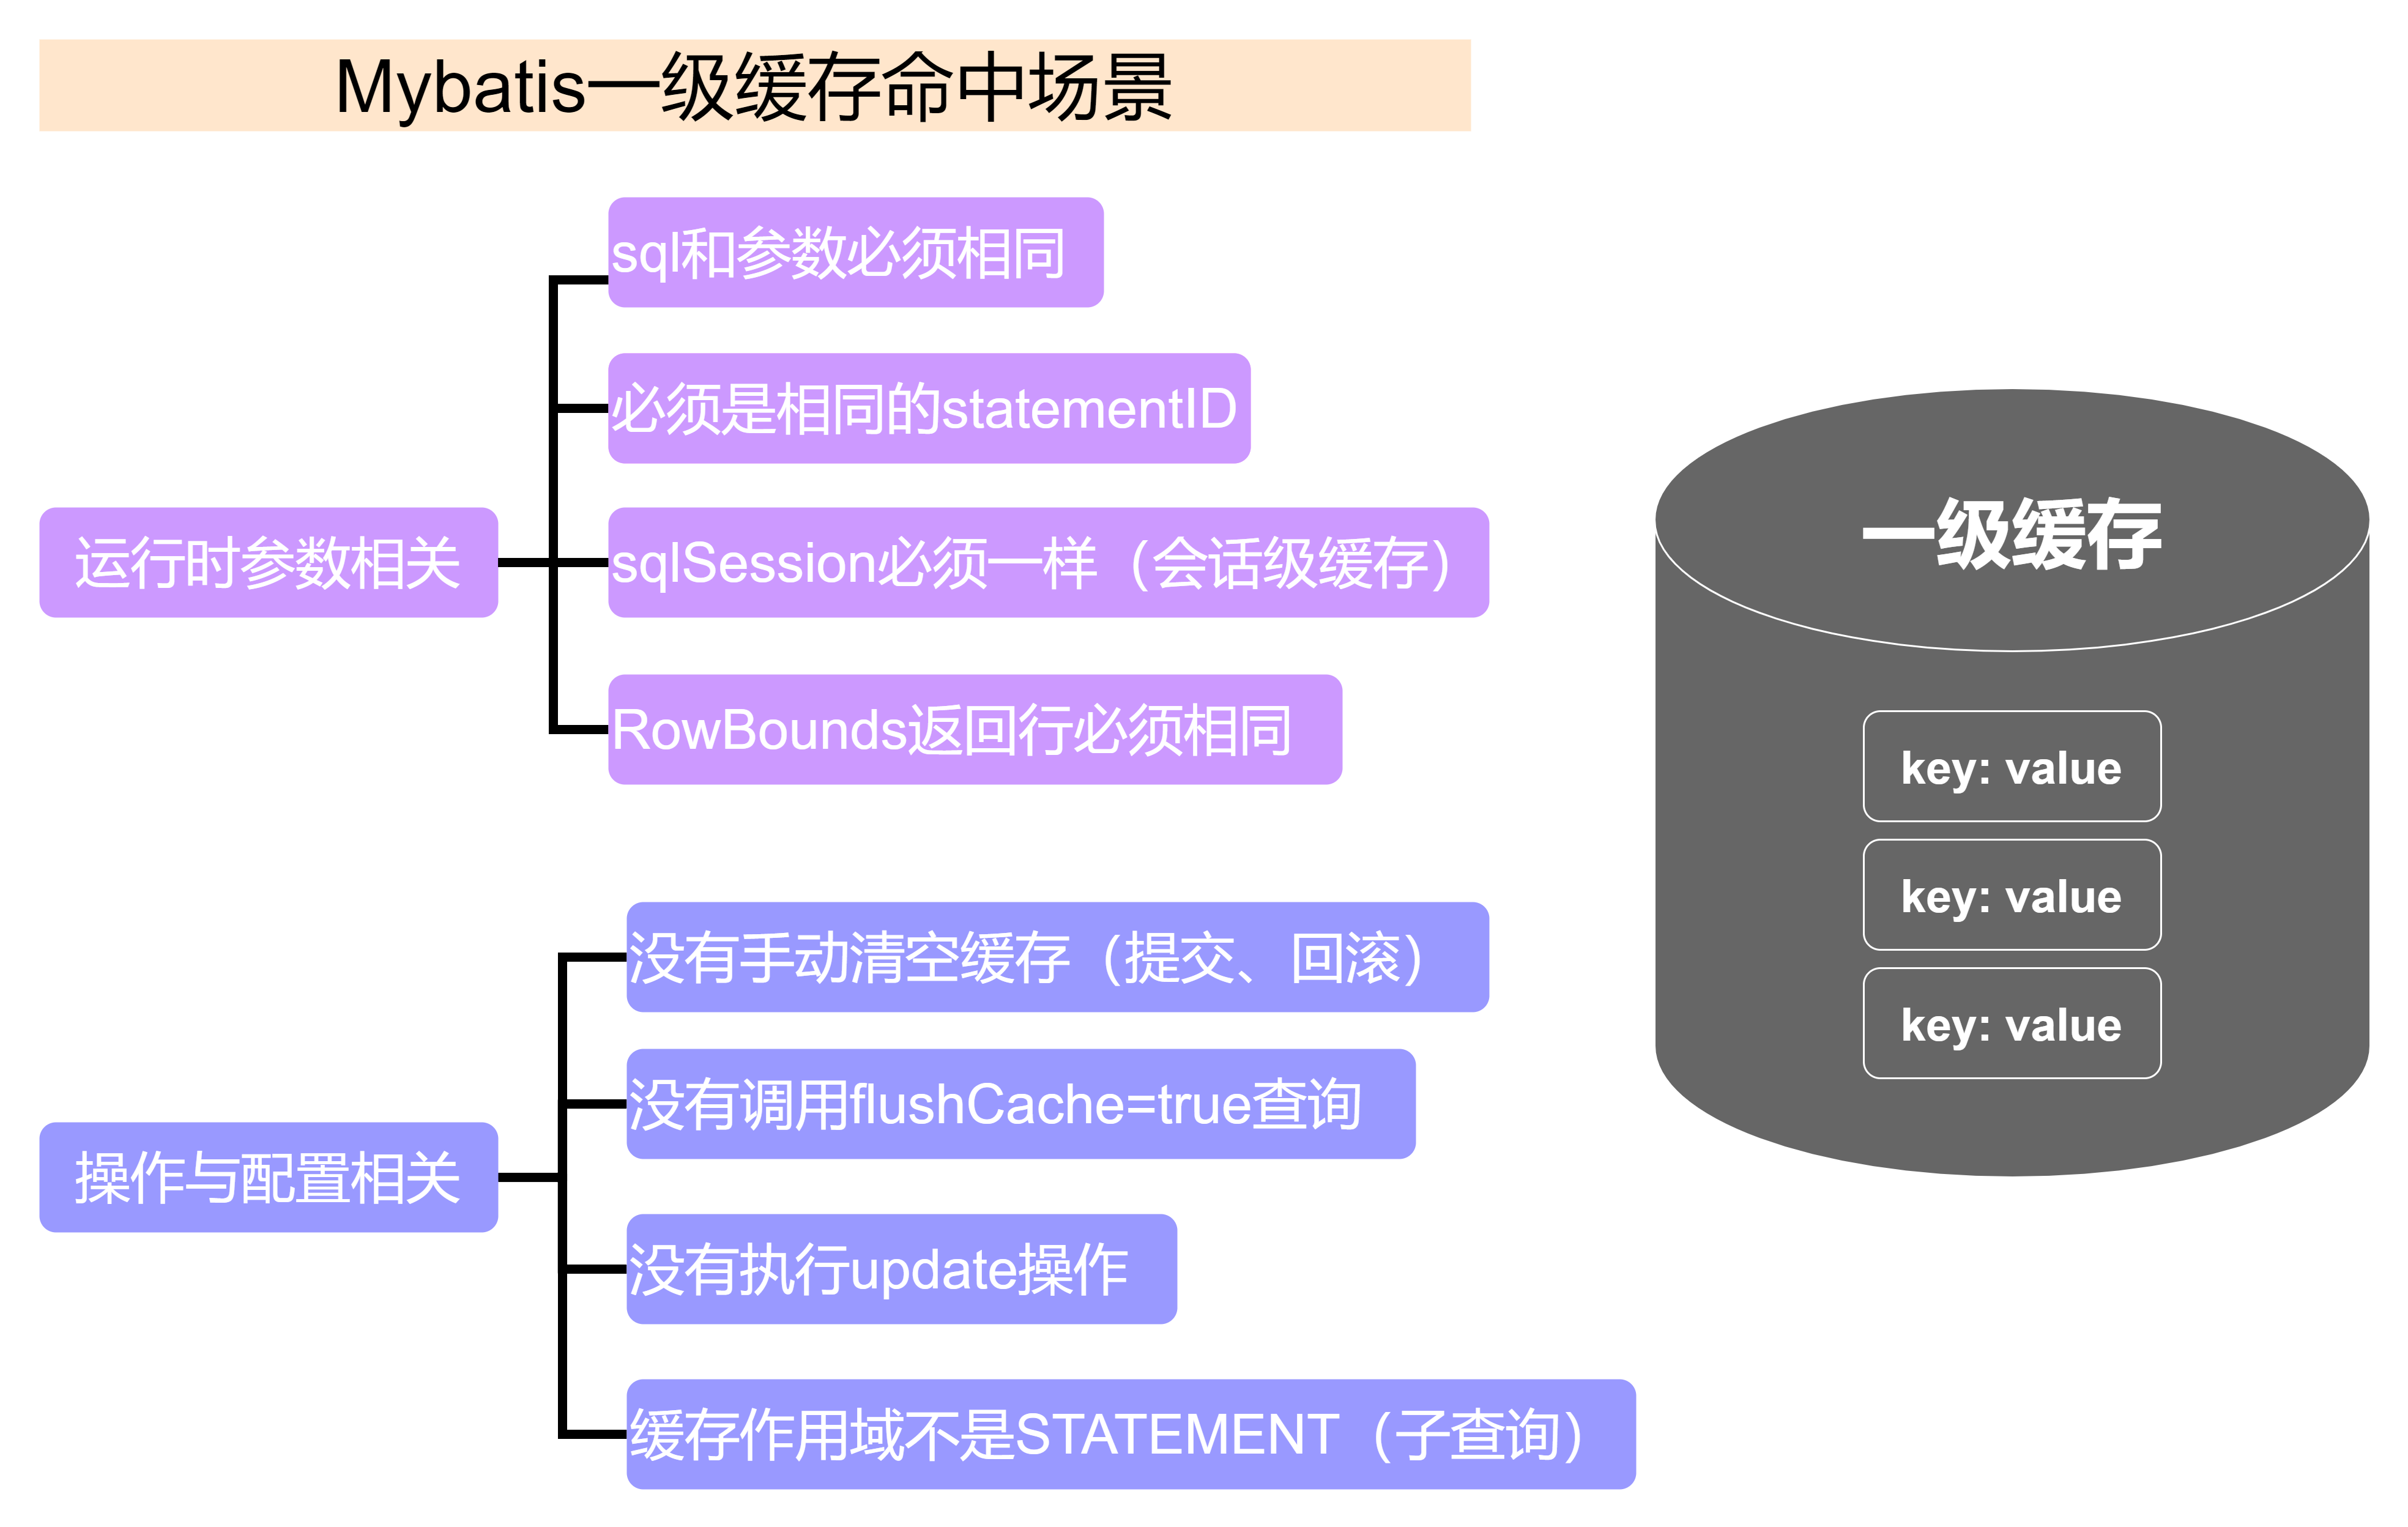 Mybatis一级缓存命中场景
sql和参数必须相同
必须是相同的statementID
运行时参数相关
sqlSession必须一样（会话级缓存）
RowBounds返回行必须相同
没有手动清空缓存（提交、回滚）
没有调用flushCache=true查询
操作与配置相关
没有执行update操作
缓存作用域不是STATEMENT（子查询）
一级缓存
key: value
key: value
key: value